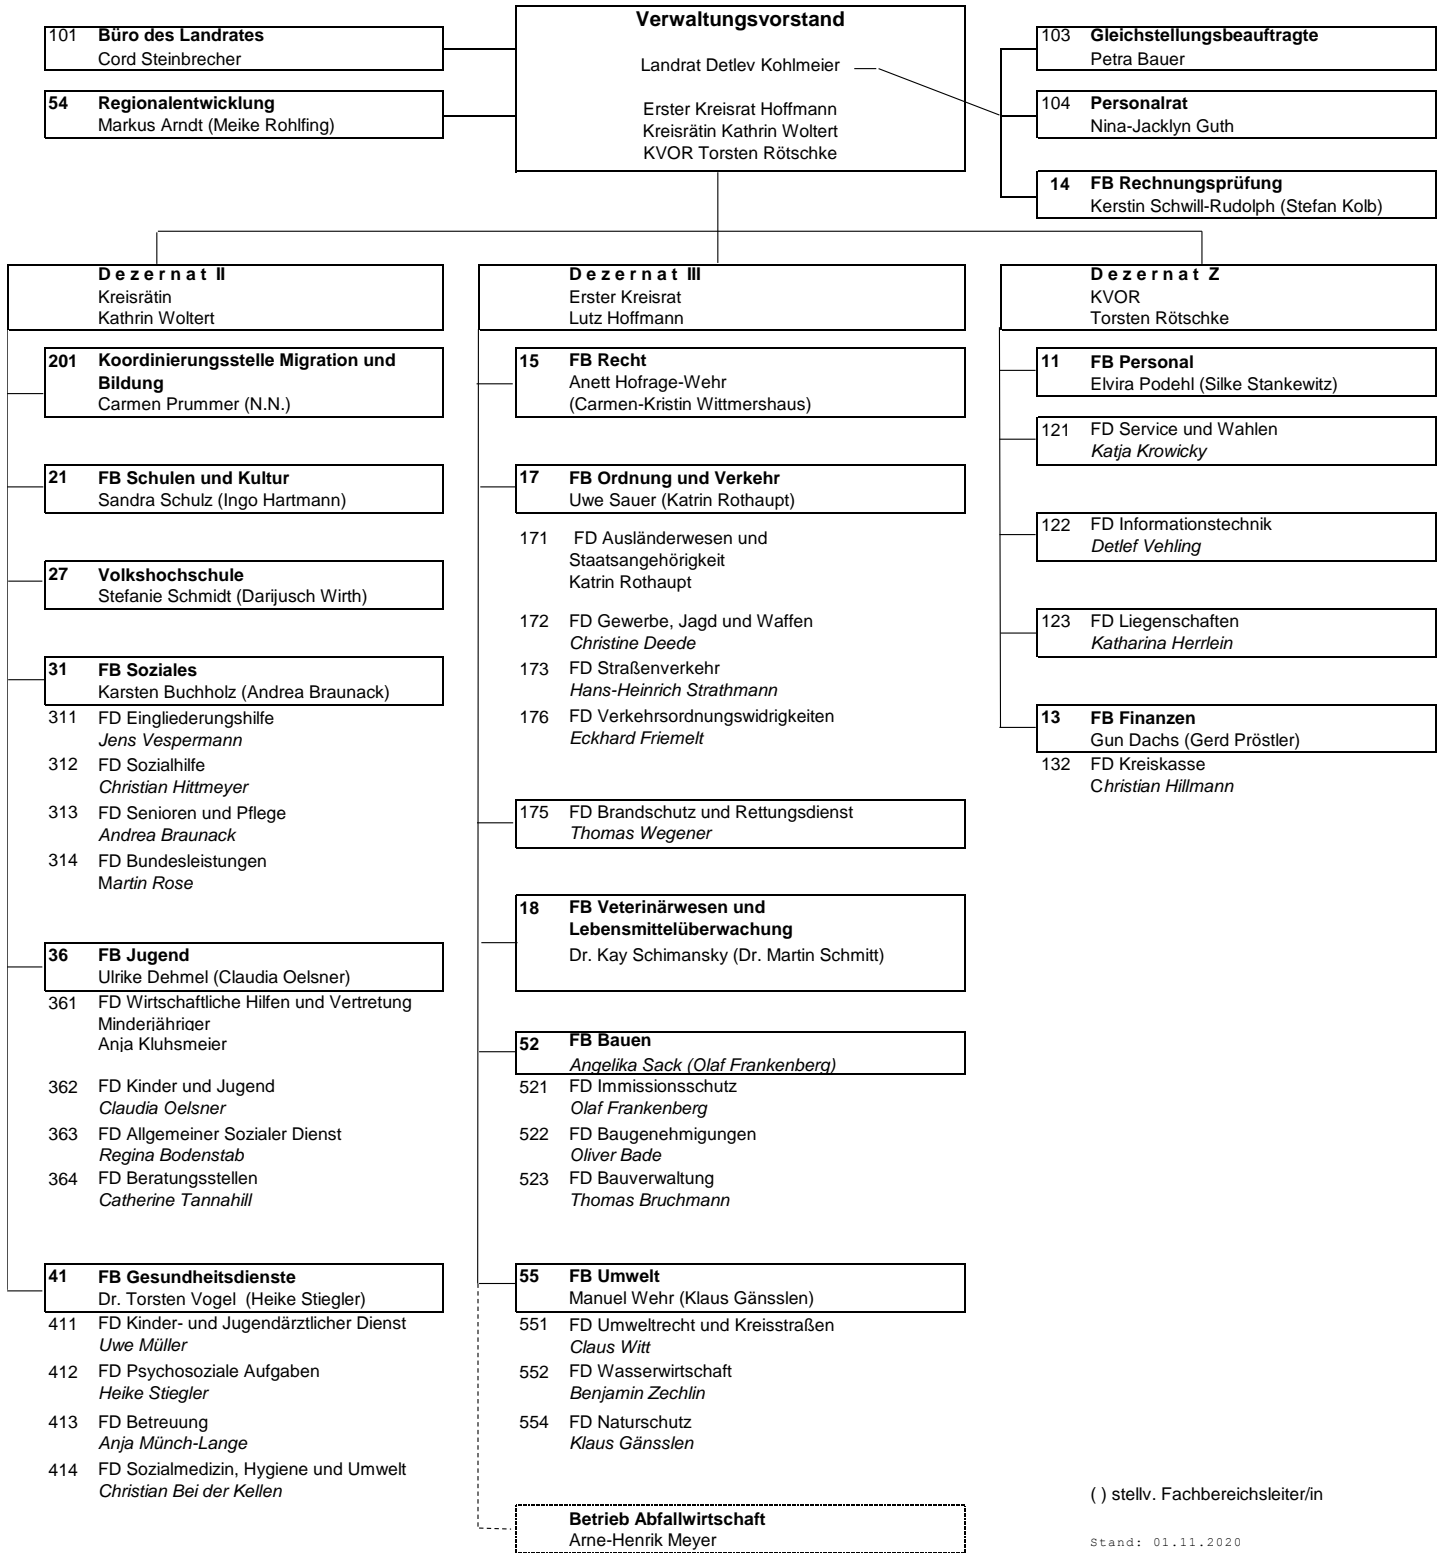 Verwaltungsvorstand
Landrat Detlev Kohlmeier
Erster Kreisrat Hoffmann
Kreisrätin Kathrin Woltert
KVOR Torsten Rötschke
101 Büro des Landrates
Cord Steinbrecher
54 Regionalentwicklung
Markus Arndt (Meike Rohlfing)
103 Gleichstellungsbeauftragte
Petra Bauer
104 Personalrat
Nina-Jacklyn Guth
14 FB Rechnungsprüfung
Kerstin Schwill-Rudolph (Stefan Kolb)
D e z e r n a t II
Kreisrätin
Kathrin Woltert
201 Koordinierungsstelle Migration und
Bildung
Carmen Prummer (N.N.)
21 FB Schulen und Kultur
Sandra Schulz (Ingo Hartmann)
27 Volkshochschule
Stefanie Schmidt (Darijusch Wirth)
31 FB Soziales
Karsten Buchholz (Andrea Braunack)
311 FD Eingliederungshilfe
Jens Vespermann
312 FD Sozialhilfe
Christian Hittmeyer
313 FD Senioren und Pflege
Andrea Braunack
314 FD Bundesleistungen
Martin Rose
36 FB Jugend
Ulrike Dehmel (Claudia Oelsner)
361 FD Wirtschaftliche Hilfen und Vertretung
Minderjähriger
Anja Kluhsmeier
362 FD Kinder und Jugend
Claudia Oelsner
363 FD Allgemeiner Sozialer Dienst
Regina Bodenstab
364 FD Beratungsstellen
Catherine Tannahill
41 FB Gesundheitsdienste
Dr. Torsten Vogel (Heike Stiegler)
411 FD Kinder- und Jugendärztlicher Dienst
Uwe Müller
412 FD Psychosoziale Aufgaben
Heike Stiegler
413 FD Betreuung
Anja Münch-Lange
414 FD Sozialmedizin, Hygiene und Umwelt
Christian Bei der Kellen
D e z e r n a t III
Erster Kreisrat
Lutz Hoffmann
15 FB Recht
Anett Hofrage-Wehr
(Carmen-Kristin Wittmershaus)
17 FB Ordnung und Verkehr
Uwe Sauer (Katrin Rothaupt)
171 FD Ausländerwesen und
Staatsangehörigkeit
Katrin Rothaupt
172 FD Gewerbe, Jagd und Waffen
Christine Deede
173 FD Straßenverkehr
Hans-Heinrich Strathmann
176 FD Verkehrsordnungswidrigkeiten
Eckhard Friemelt
175 FD Brandschutz und Rettungsdienst
Thomas Wegener
18 FB Veterinärwesen und
Lebensmittelüberwachung
Dr. Kay Schimansky (Dr. Martin Schmitt)
52 FB Bauen
Angelika Sack (Olaf Frankenberg)
521 FD Immissionsschutz
Olaf Frankenberg
522 FD Baugenehmigungen
Oliver Bade
523 FD Bauverwaltung
Thomas Bruchmann
55 FB Umwelt
Manuel Wehr (Klaus Gänsslen)
551 FD Umweltrecht und Kreisstraßen
Claus Witt
552 FD Wasserwirtschaft
Benjamin Zechlin
554 FD Naturschutz
Klaus Gänsslen
Betrieb Abfallwirtschaft
Arne-Henrik Meyer
D e z e r n a t Z
KVOR
Torsten Rötschke
11 FB Personal
Elvira Podehl (Silke Stankewitz)
121 FD Service und Wahlen
Katja Krowicky
122 FD Informationstechnik
Detlef Vehling
123 FD Liegenschaften
Katharina Herrlein
13 FB Finanzen
Gun Dachs (Gerd Pröstler)
132 FD Kreiskasse
Christian Hillmann
( ) stellv. Fachbereichsleiter/in
Stand: 01.11.2020